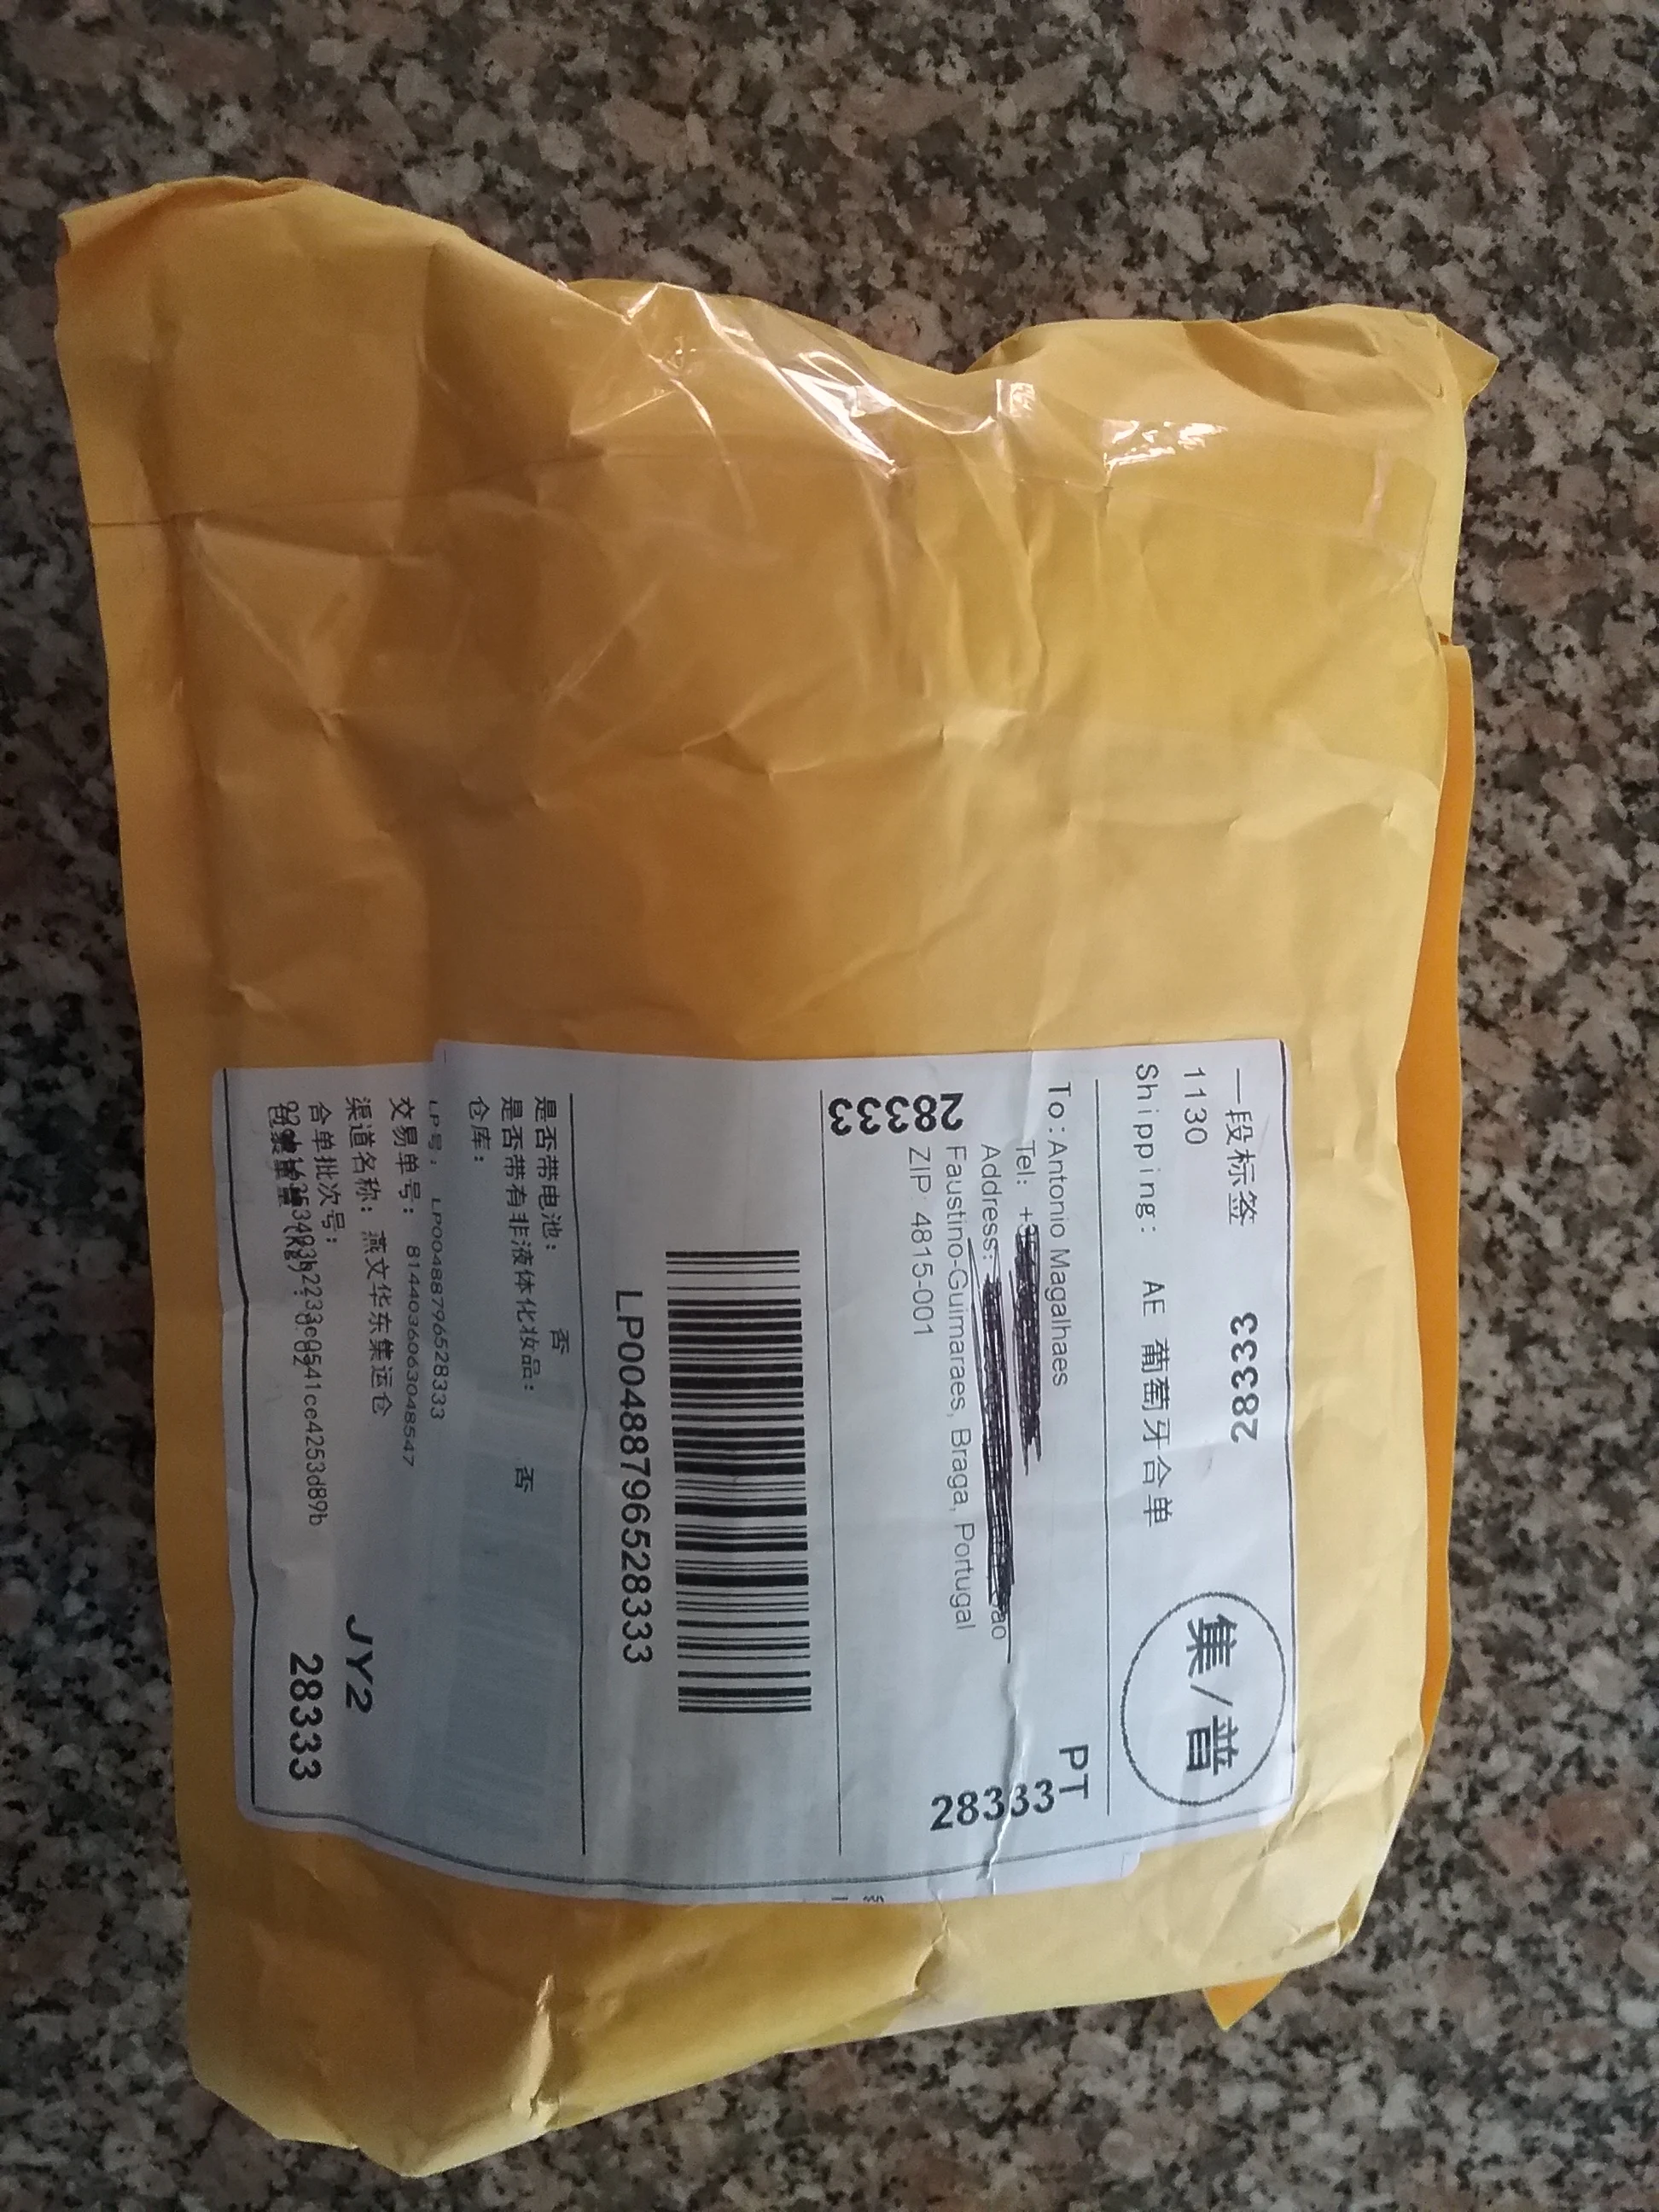 一段标签 28333
1130
Shipping: AE 葡萄牙合单
集/普
To: Antonio Magalhaes
PT
Tel: +
28333
Address: ao
28333
Faustino-Guimaraes, Braga, Portugal
ZIP 4815-001
LP00488796528333
是否带电池: 否
是否带有非液体化妆品: 否
仓库:
LP号: LP00488796528333
交易单号: 8144036063048547
渠道名称: 燕文华东集运仓
合单批次号:
JY2
28333